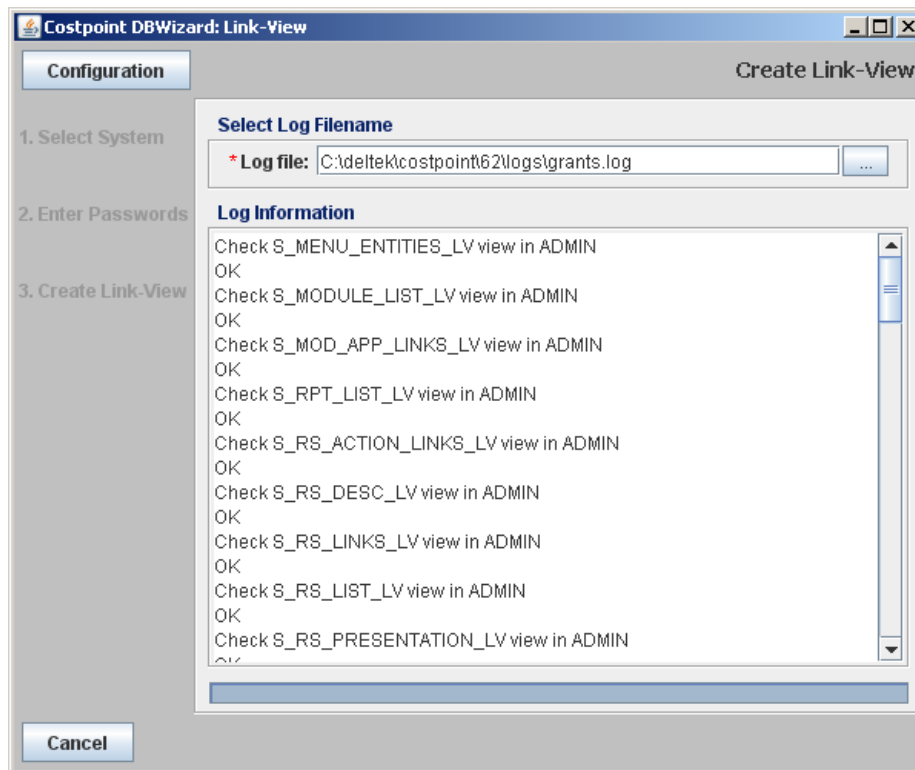 Costpoint DBWizard: Link-View
Configuration
Create Link-View
1. Select System
2. Enter Passwords
3. Create Link-View
Select Log Filename
* Log file: C:\deltek\costpoint\62\logs\grants.log ...
Log Information
Check S_MENU_ENTITIES_LV view in ADMIN
OK
Check S_MODULE_LIST_LV view in ADMIN
OK
Check S_MOD_APP_LINKS_LV view in ADMIN
OK
Check S_RPT_LIST_LV view in ADMIN
OK
Check S_RS_ACTION_LINKS_LV view in ADMIN
OK
Check S_RS_DESC_LV view in ADMIN
OK
Check S_RS_LINKS_LV view in ADMIN
OK
Check S_RS_LIST_LV view in ADMIN
OK
Check S_RS_PRESENTATION_LV view in ADMIN
OK
Cancel